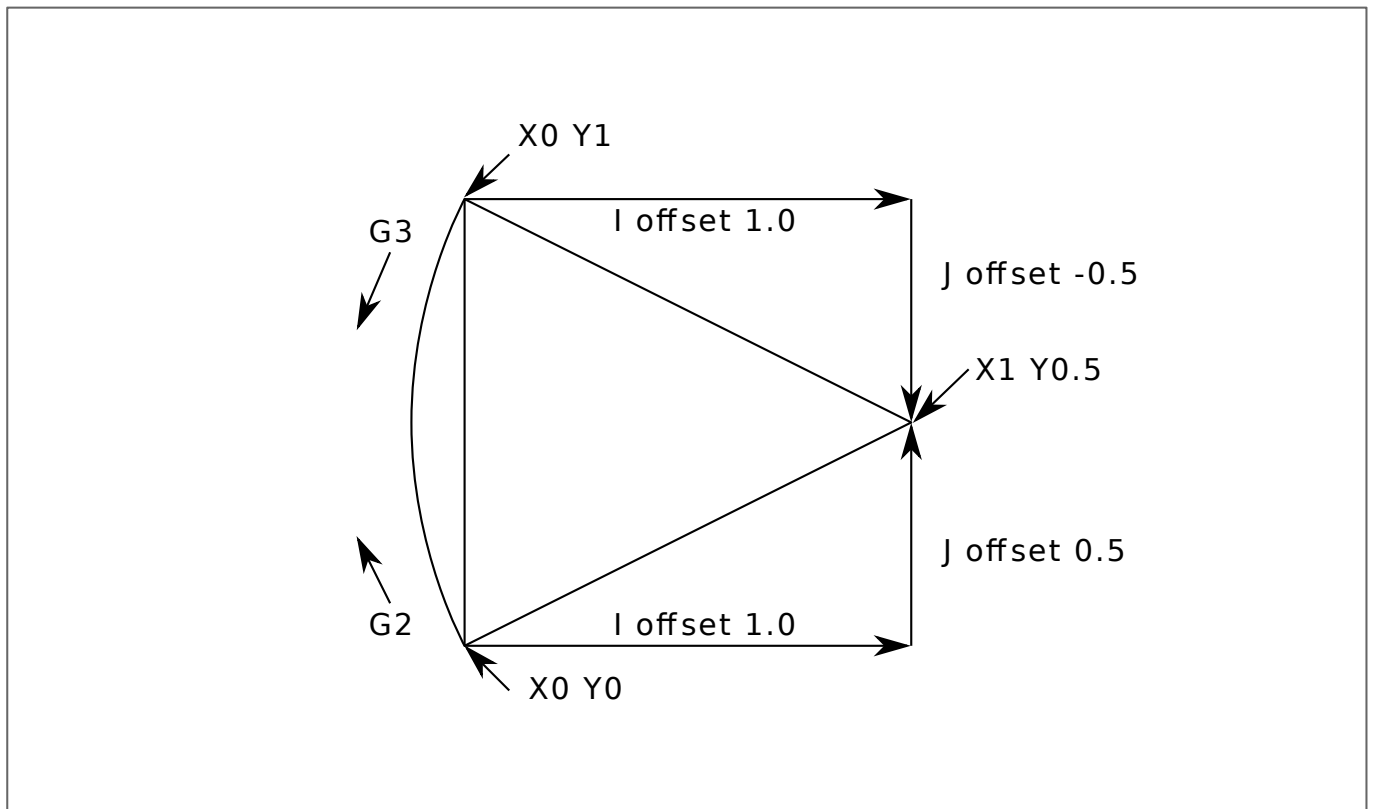 X0 Y1
G3
I offset 1.0
J offset -0.5
X1 Y0.5
J offset 0.5
G2
I offset 1.0
X0 Y0